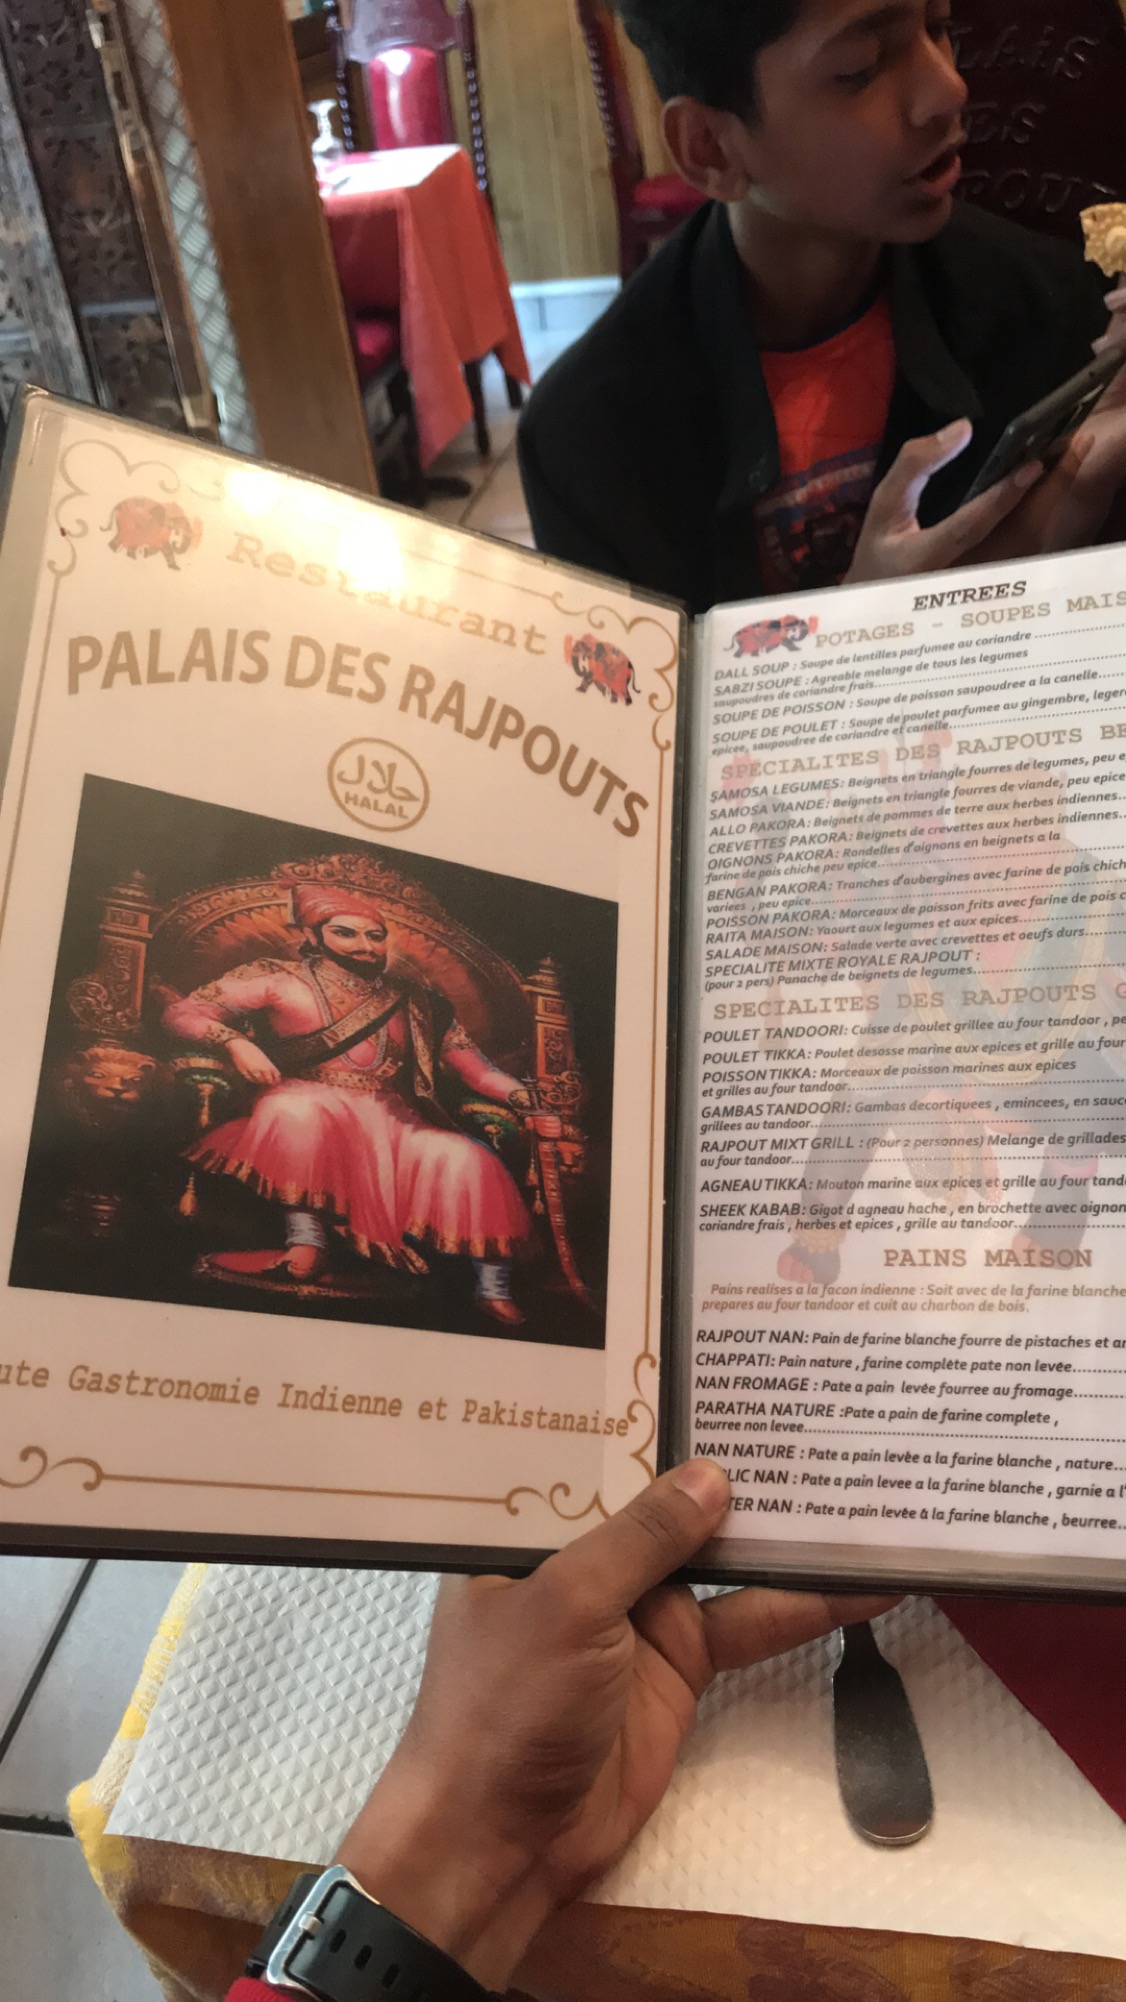 Restaurant
PALAIS DES RAJPOUTS
حلال
HALAL
Gastronomie Indienne et Pakistanaise
ENTREES
POTAGES - SOUPES
DALL SOUP : Soupe de lentilles parfumee au coriandre
SABZI SOUPE : Agreable melange de tous les legumes
saupoudres de coriandre frais
SOUPE DE POISSON : Soupe de poisson saupoudree a la canelle
SOUPE DE POULET : Soupe de poulet parfumee au gingembre,
epicee, saupoudree de coriandre et canelle
SPECIALITES DES RAJPOUTS
SAMOSA LEGUMES: Beignets en triangle fourres de legumes, peu
SAMOSA VIANDE: Beignets en triangle fourres de viande, peu epice
ALLO PAKORA: Beignets de pommes de terre aux herbes indiennes
CREVETTES PAKORA: Beignets de crevettes aux herbes indiennes
OIGNONS PAKORA: Rondelles d'oignons en beignets a la
farine de pois chiche peu epice
BENGAN PAKORA: Tranches d'aubergines avec farine de pois chich
variees , peu epice
POISSON PAKORA: Morceaux de poisson frits avec farine de pois
RAITA MAISON: Yaourt aux legumes et aux epices
SALADE MAISON: Salade verte avec crevettes et oeufs durs
SPECIALITE MIXTE ROYALE RAJPOUT :
(pour 2 pers) Panache de beignets de legumes
SPECIALITES DES RAJPOUTS
POULET TANDOORI: Cuisse de poulet grillee au four tandoor ,
POULET TIKKA: Poulet desosse marine aux epices et grille au four
POISSON TIKKA: Morceaux de poisson marines aux epices
et grilles au four tandoor
GAMBAS TANDOORI: Gambas decortiquees , emincees, en
grillees au tandoor
RAJPOUT MIXT GRILL : (Pour 2 personnes) Melange de grillades
au four tandoor
AGNEAU TIKKA: Mouton marine aux epices et grille au four
SHEEK KABAB: Gigot d agneau hache , en brochette avec oignon
coriandre frais , herbes et epices , grille au tandoor
PAINS MAISON
Pains realises a la facon indienne : Soit avec de la farine blanche
prepares au four tandoor et cuit au charbon de bois.
RAJPOUT NAN: Pain de farine blanche fourre de pistaches et
CHAPPATI: Pain nature , farine complète pate non levée
NAN FROMAGE : Pate a pain levée fourree au fromage
PARATHA NATURE :Pate a pain de farine complete ,
beurree non levee
NAN NATURE : Pate a pain levèe a la farine blanche , nature
NAN : Pate a pain levee a la farine blanche , garnie a
NAN : Pate a pain levèe à la farine blanche , beurree